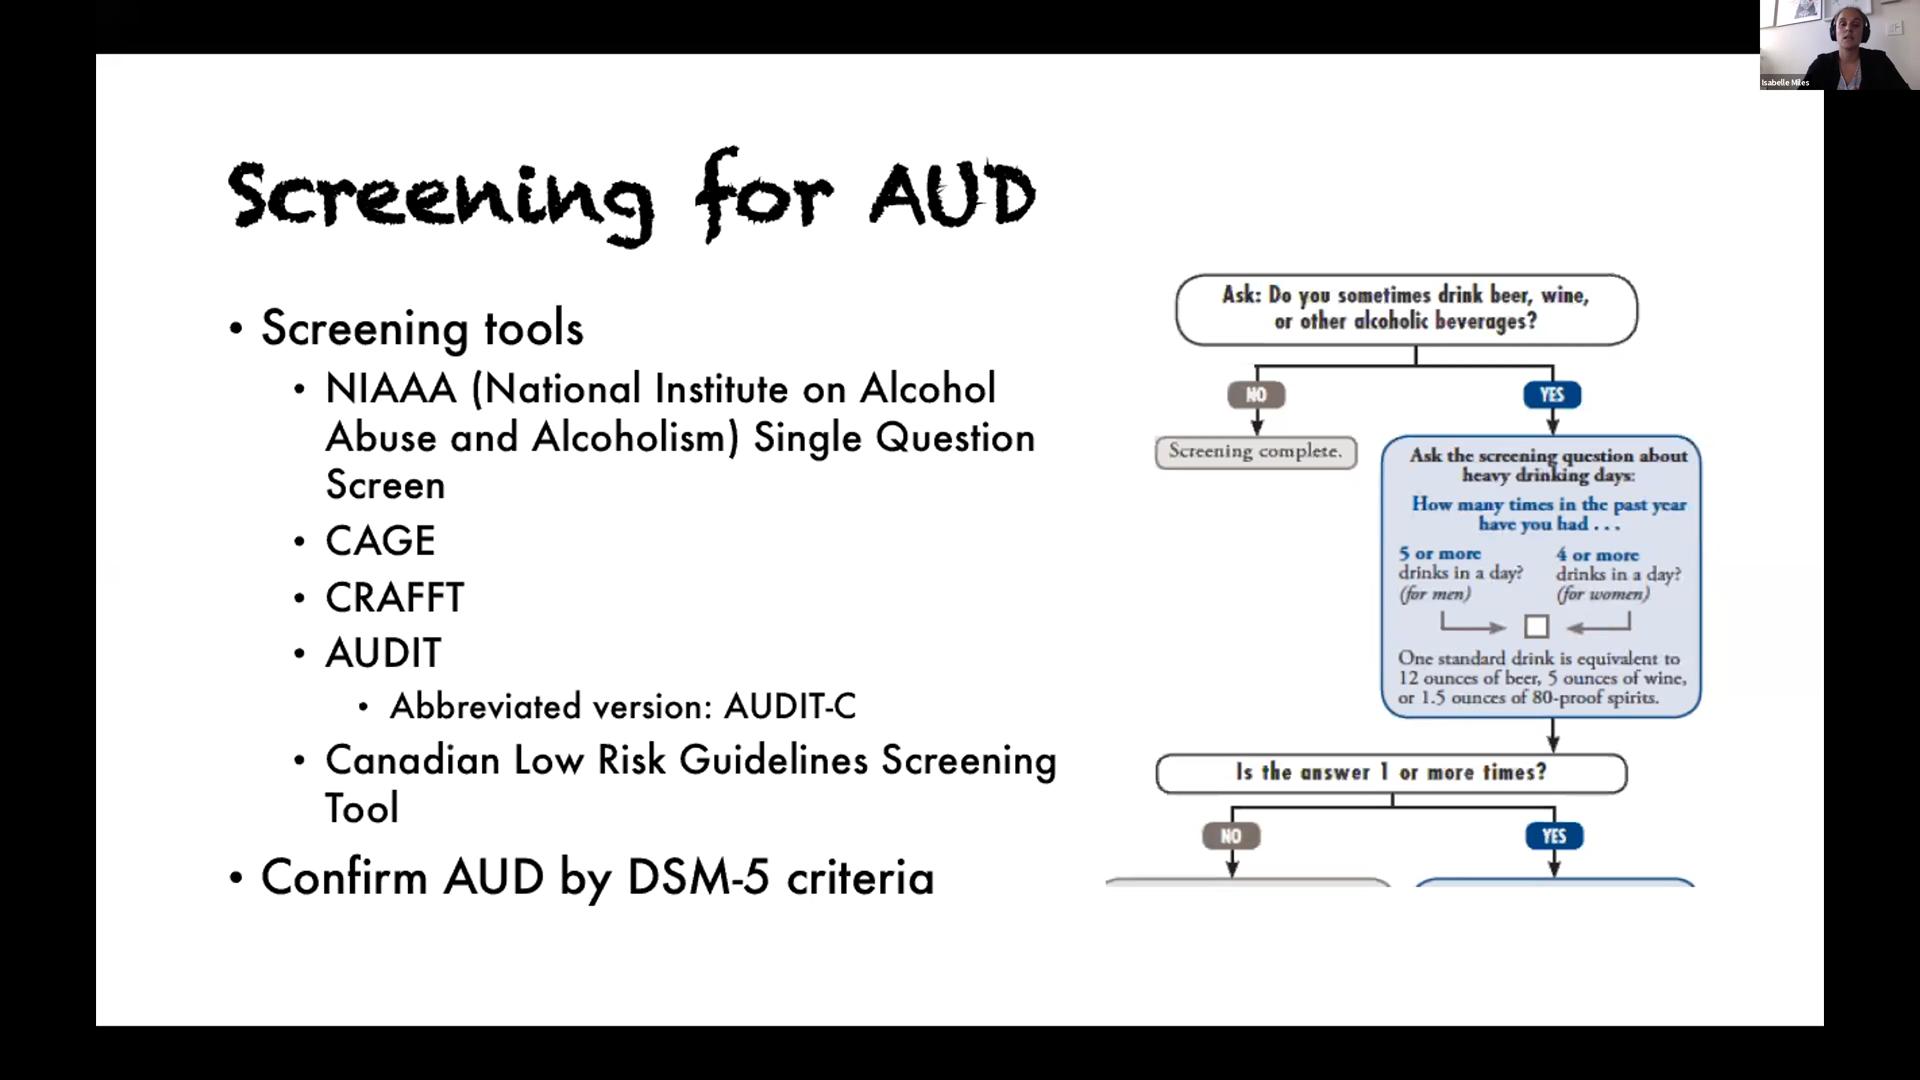 Isabelle Miles
Screening for AUD
• Screening tools
• NIAAA (National Institute on Alcohol
Abuse and Alcoholism) Single Question
Screen
• CAGE
• CRAFFT
• AUDIT
• Abbreviated version: AUDIT-C
• Canadian Low Risk Guidelines Screening
Tool
• Confirm AUD by DSM-5 criteria
Ask: Do you sometimes drink beer, wine,
or other alcoholic beverages?
NO
YES
Screening complete.
Ask the screening question about
heavy drinking days:
How many times in the past year
have you had . . .
5 or more
drinks in a day?
(for men)
4 or more
drinks in a day?
(for women)
One standard drink is equivalent to
12 ounces of beer, 5 ounces of wine,
or 1.5 ounces of 80-proof spirits.
Is the answer 1 or more times?
NO
YES